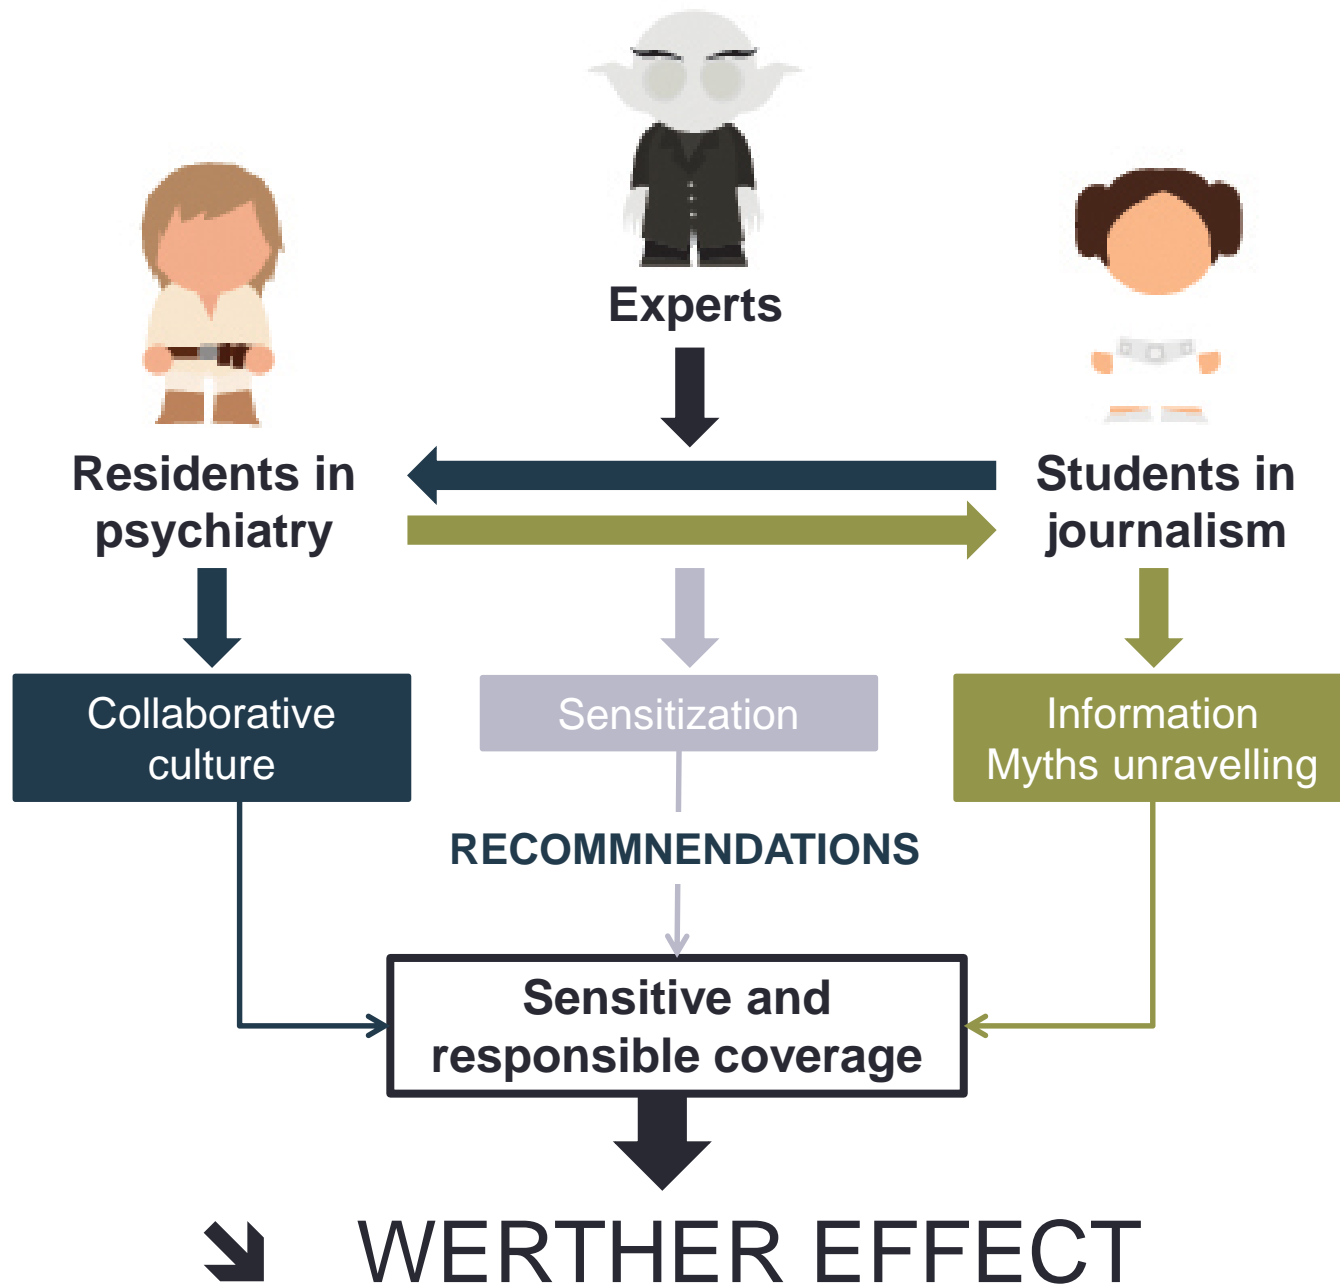 Experts
Residents in
psychiatry
Students in
journalism
Collaborative
culture
Sensitization
Information
Myths unravelling
RECOMMNENDATIONS
Sensitive and
responsible coverage
WERTHER EFFECT